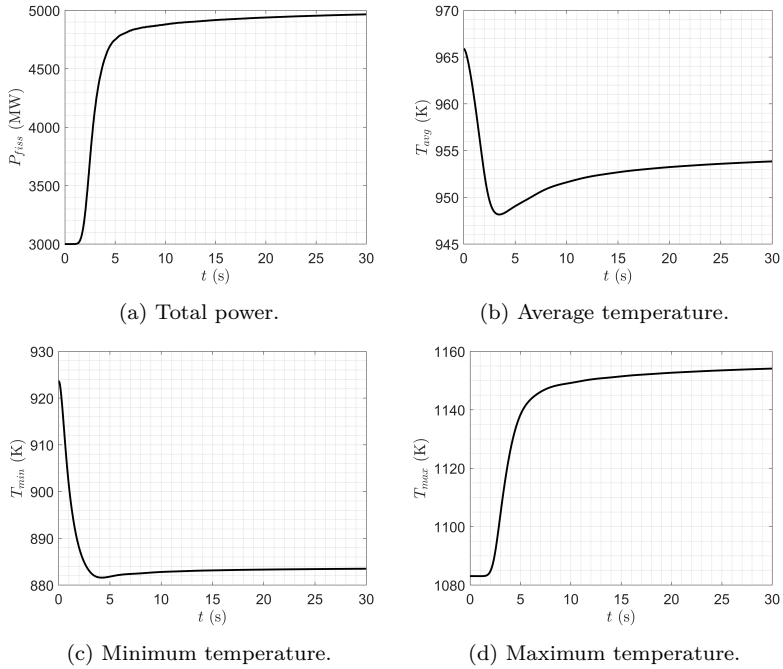 5000
4500
4000
3500
3000
P_fiss (MW)
0 5 10 15 20 25 30
t (s)
(a) Total power.
970
965
960
955
950
945
T_avg (K)
0 5 10 15 20 25 30
t (s)
(b) Average temperature.
930
920
910
900
890
880
T_min (K)
0 5 10 15 20 25 30
t (s)
(c) Minimum temperature.
1160
1140
1120
1100
1080
T_max (K)
0 5 10 15 20 25 30
t (s)
(d) Maximum temperature.